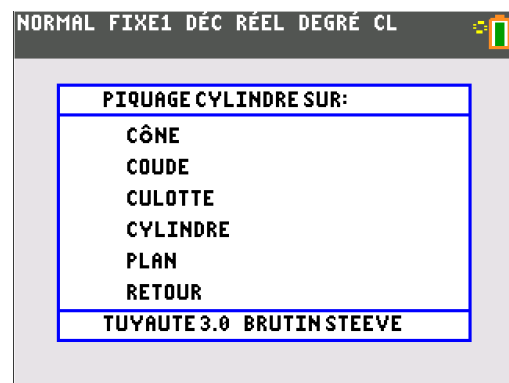 NORMAL FIXE1 DÉC RÉEL DEGRÉ CL
PIQUAGE CYLINDRE SUR:
CÔNE
COUDE
CULOTTE
CYLINDRE
PLAN
RETOUR
TUYAUTE 3.0 BRUTIN STEEVE